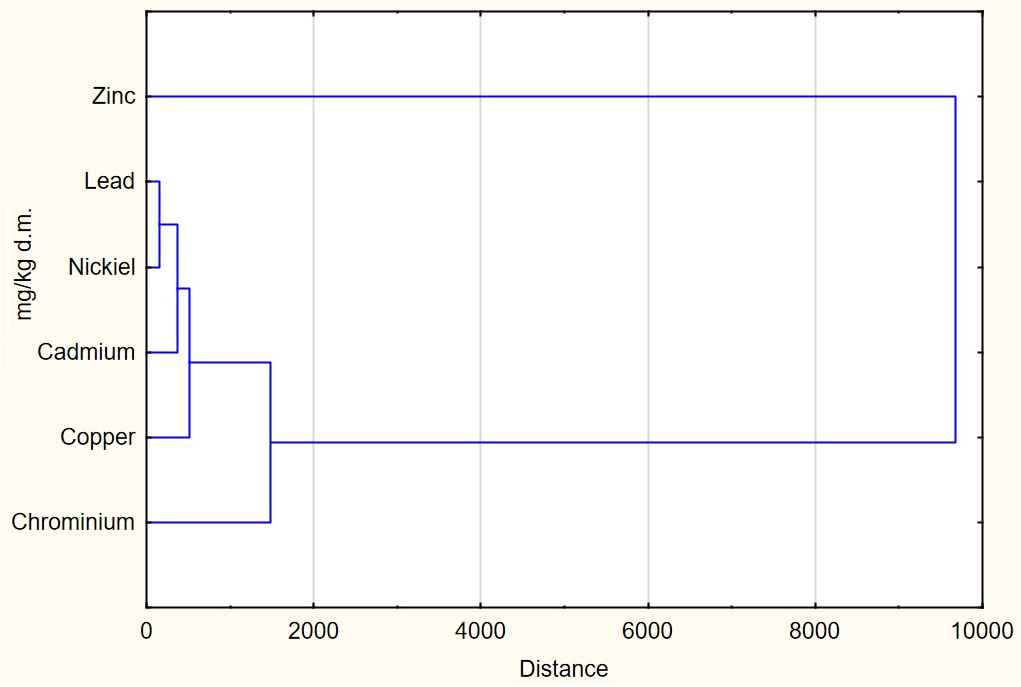 Zinc
Lead
Nickiel
Cadmium
Copper
Chrominium
mg/kg d.m.
0 2000 4000 6000 8000 10000
Distance